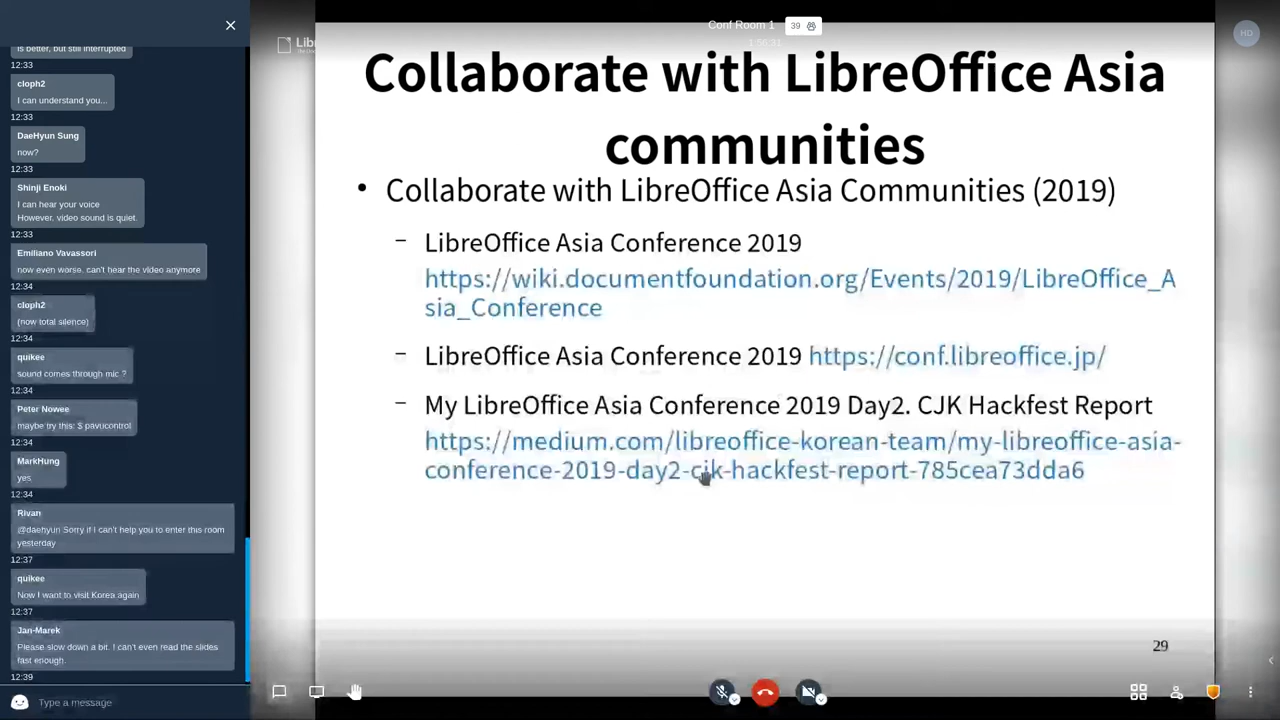 is better, but still interrupted
12:33
cloph2
I can understand you...
12:33
DaeHyun Sung
now?
12:33
Shinji Enoki
I can hear your voice
However, video sound is quiet.
12:33
Emiliano Vavassori
now even worse. can't hear the video anymore
12:34
cloph2
(now total silence)
12:34
quikee
sound comes through mic ?
12:34
Peter Nowee
maybe try this: $ pavucontrol
12:34
MarkHung
yes
12:34
Rivan
@daehyun Sorry if I can't help you to enter this room
yesterday
12:37
quikee
Now I want to visit Korea again
12:37
Jan-Marek
Please slow down a bit. I can't even read the slides
fast enough.
12:39
Type a message
Conf Room 1
39
1:56:31
HD
Collaborate with LibreOffice Asia
communities
• Collaborate with LibreOffice Asia Communities (2019)
– LibreOffice Asia Conference 2019
https://wiki.documentfoundation.org/Events/2019/LibreOffice_A
sia_Conference
– LibreOffice Asia Conference 2019 https://conf.libreoffice.jp/
– My LibreOffice Asia Conference 2019 Day2. CJK Hackfest Report
https://medium.com/libreoffice-korean-team/my-libreoffice-asia-
conference-2019-day2-cjk-hackfest-report-785cea73dda6
29